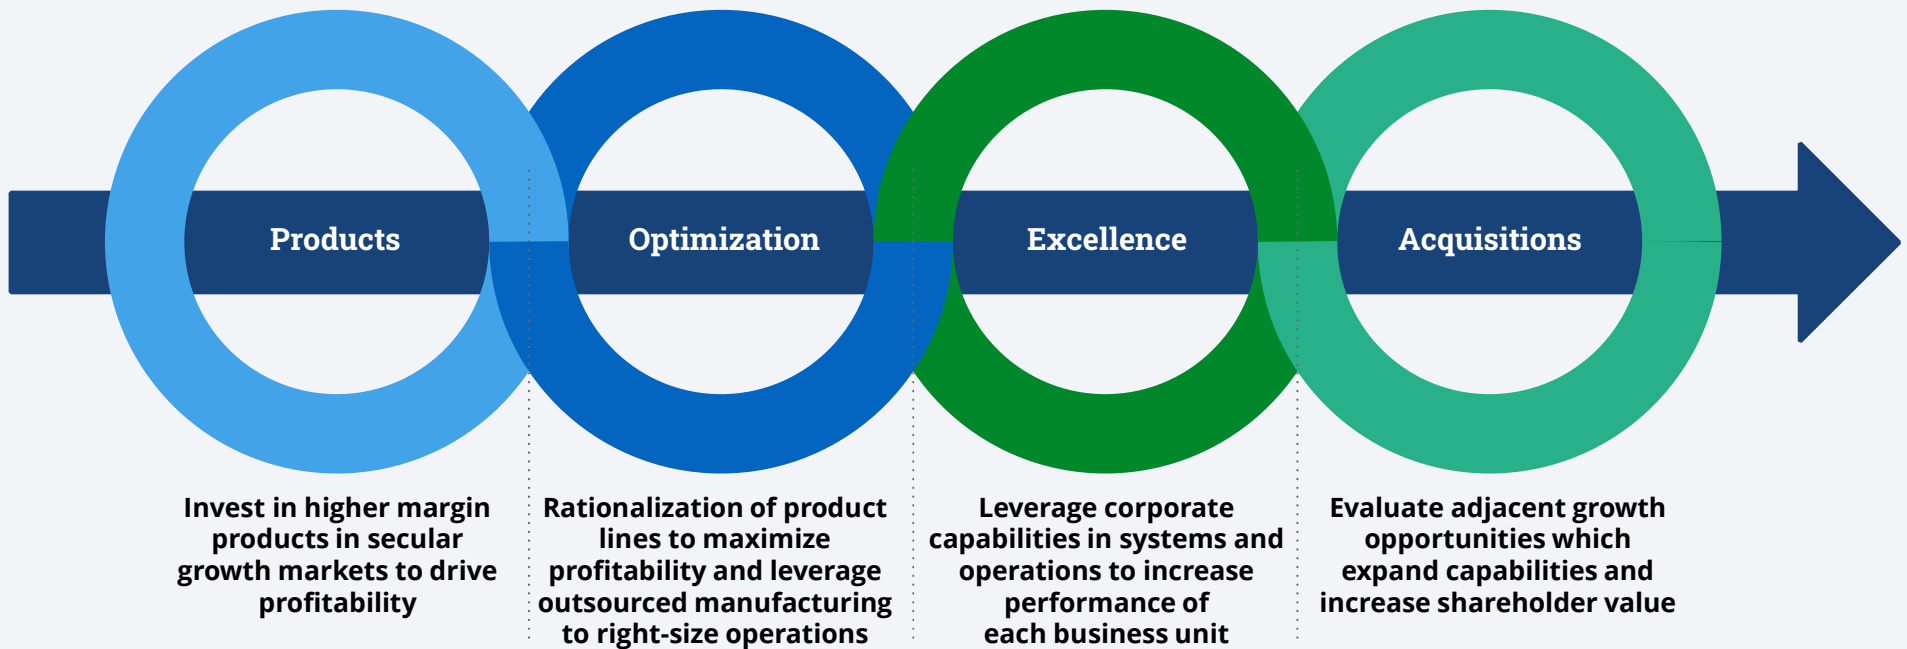 Products
Optimization
Excellence
Acquisitions
Invest in higher margin
products in secular
growth markets to drive
profitability
Rationalization of product
lines to maximize
profitability and leverage
outsourced manufacturing
to right-size operations
Leverage corporate
capabilities in systems and
operations to increase
performance of
each business unit
Evaluate adjacent growth
opportunities which
expand capabilities and
increase shareholder value